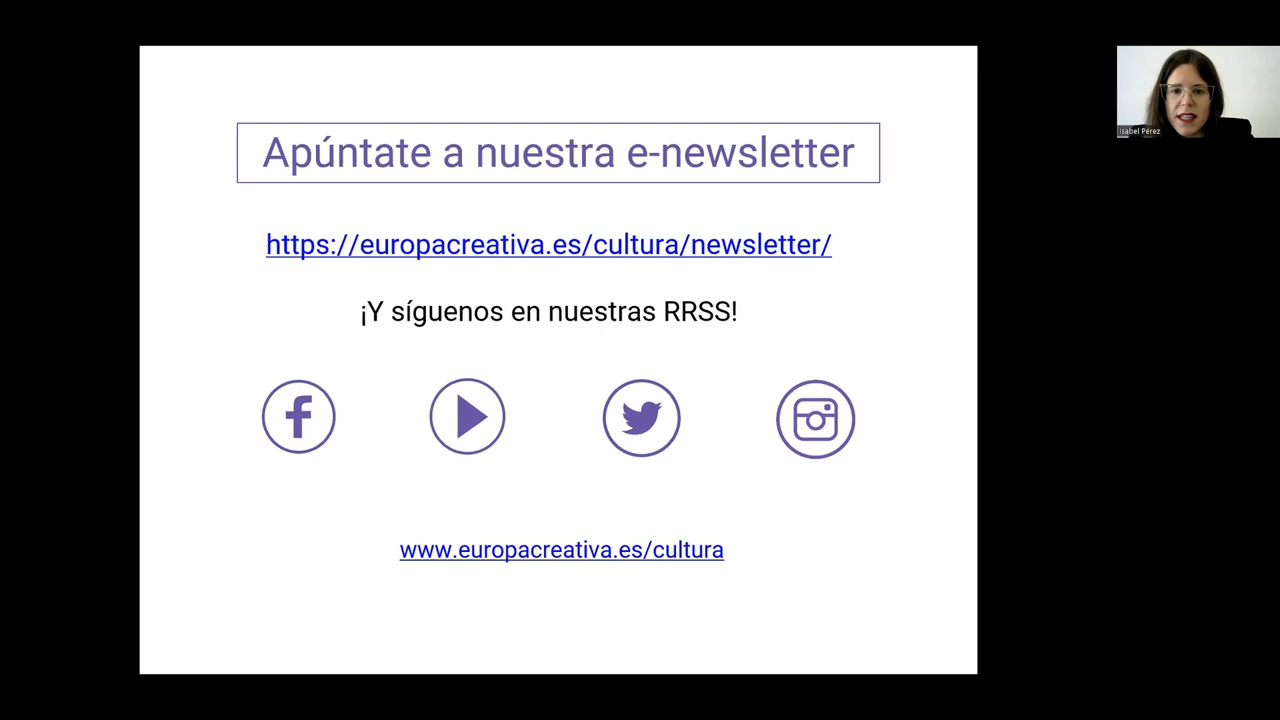 Apúntate a nuestra e-newsletter
https://europacreativa.es/cultura/newsletter/
¡Y síguenos en nuestras RRSS!
www.europacreativa.es/cultura
Isabel Pérez